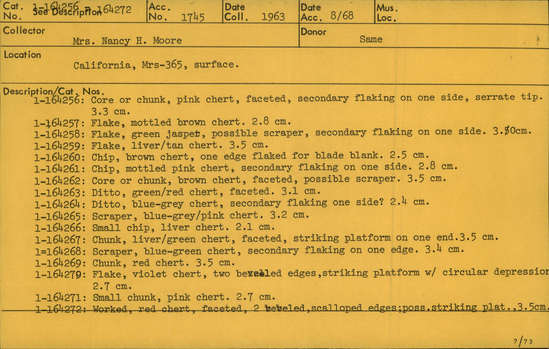 Cat. No. 1-164256 - 164272 See Description
Acc. No. 1745
Date Coll. 1963
Date Acc. 8/68
Mus. Loc.
Collector Mrs. Nancy H. Moore
Donor Same
Location California, Mrs-365, surface.
Description/Cat. Nos.
1-164256: Core or chunk, pink chert, faceted, secondary flaking on one side, serrate tip.
3.3 cm.
1-164257: Flake, mottled brown chert. 2.8 cm.
1-164258: Flake, green jasper, possible scraper, secondary flaking on one side. 3.0cm.
1-164259: Flake, liver/tan chert. 3.5 cm.
1-164260: Chip, brown chert, one edge flaked for blade blank. 2.5 cm.
1-164261: Chip, mottled pink chert, secondary flaking on one side. 2.8 cm.
1-164262: Core or chunk, brown chert, faceted, possible scraper. 3.5 cm.
1-164263: Ditto, green/red chert, faceted. 3.1 cm.
1-164264: Ditto, blue-grey chert, secondary flaking one side? 2.4 cm.
1-164265: Scraper, blue-grey/pink chert. 3.2 cm.
1-164266: Small chip, liver chert. 2.1 cm.
1-164267: Chunk, liver/green chert, faceted, striking platform on one end.3.5 cm.
1-164268: Scraper, blue-green chert, secondary flaking on one edge. 3.4 cm.
1-164269: Chunk, red chert. 3.5 cm.
1-164279: Flake, violet chert, two beveled edges,striking platform w/ circular depression
2.7 cm.
1-164271: Small chunk, pink chert. 2.7 cm.
1-164272: Worked, red chert, faceted, 2 beveled,scalloped edges;poss.striking plat.,3.5cm.
7/73